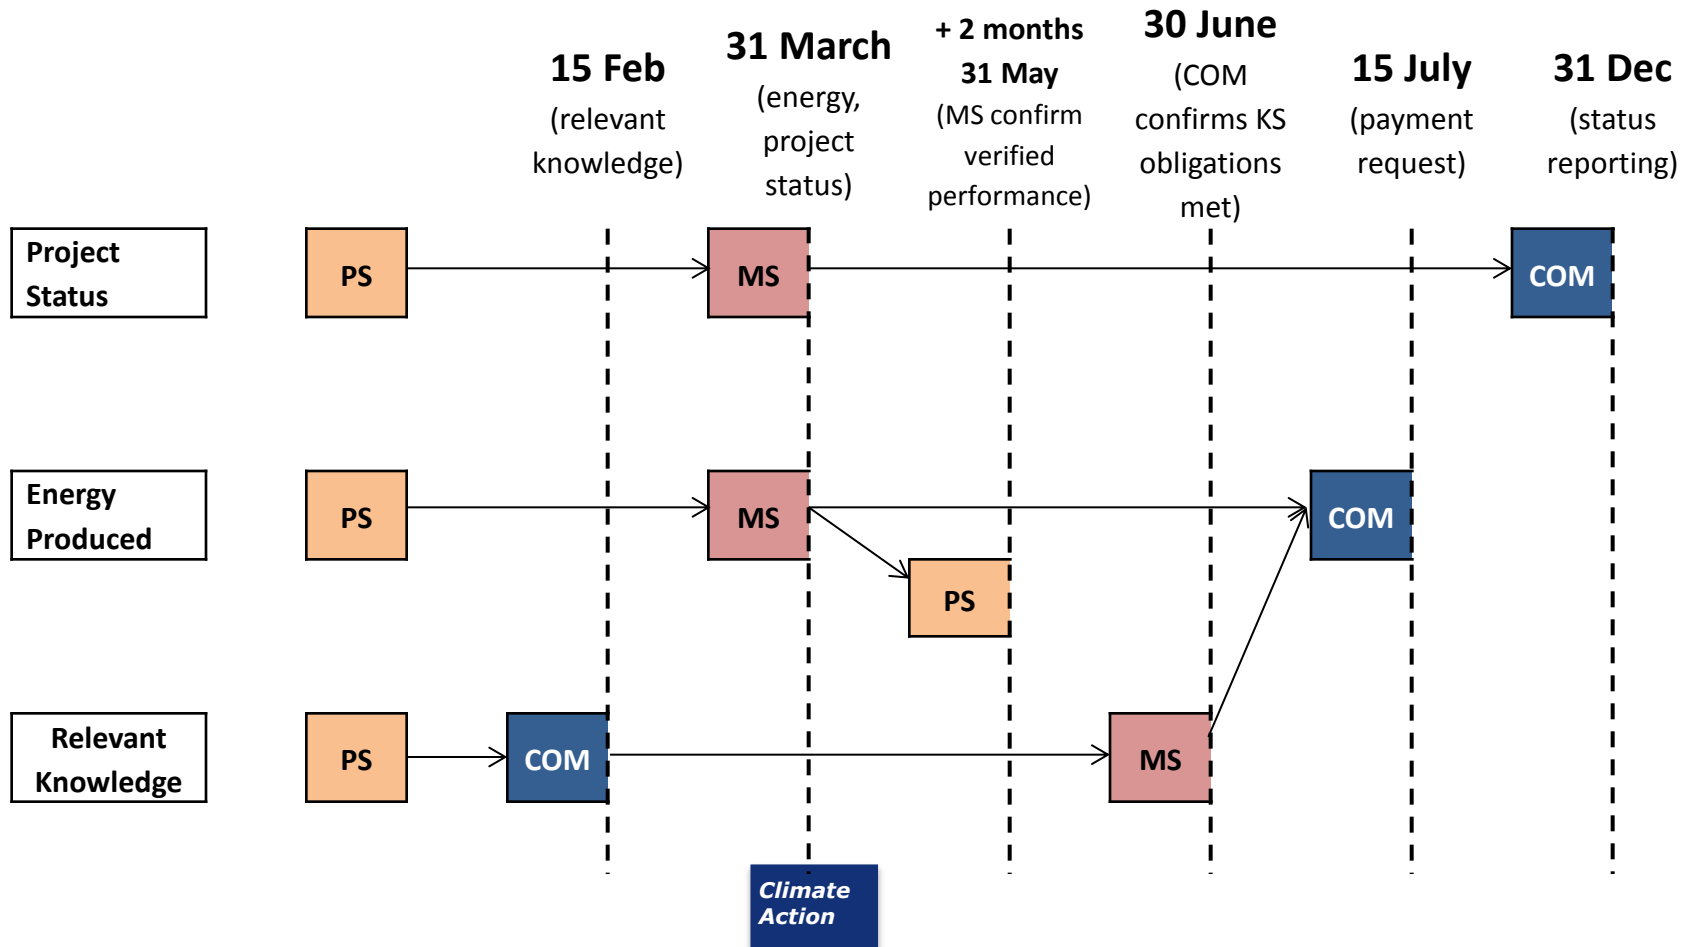 15 Feb
(relevant
knowledge)
31 March
(energy,
project
status)
+ 2 months
31 May
(MS confirm
verified
performance)
30 June
(COM
confirms KS
obligations
met)
15 July
(payment
request)
31 Dec
(status
reporting)
Project
Status
PS
MS
COM
Energy
Produced
PS
MS
COM
PS
Relevant
Knowledge
PS
COM
MS
Climate
Action